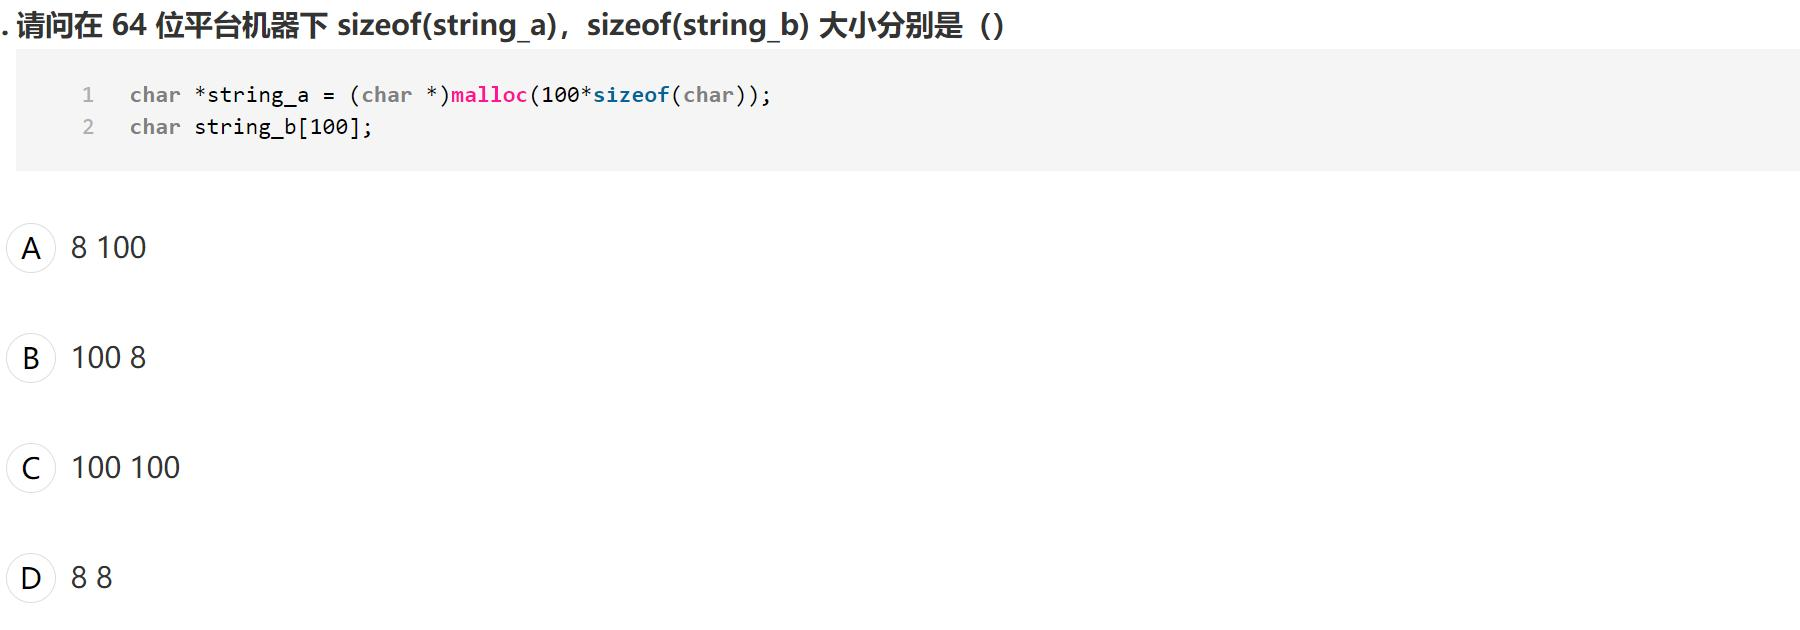 . 请问在 64 位平台机器下 sizeof(string_a)，sizeof(string_b) 大小分别是（）
1 char *string_a = (char *)malloc(100*sizeof(char));
2 char string_b[100];
A 8 100
B 100 8
C 100 100
D 8 8